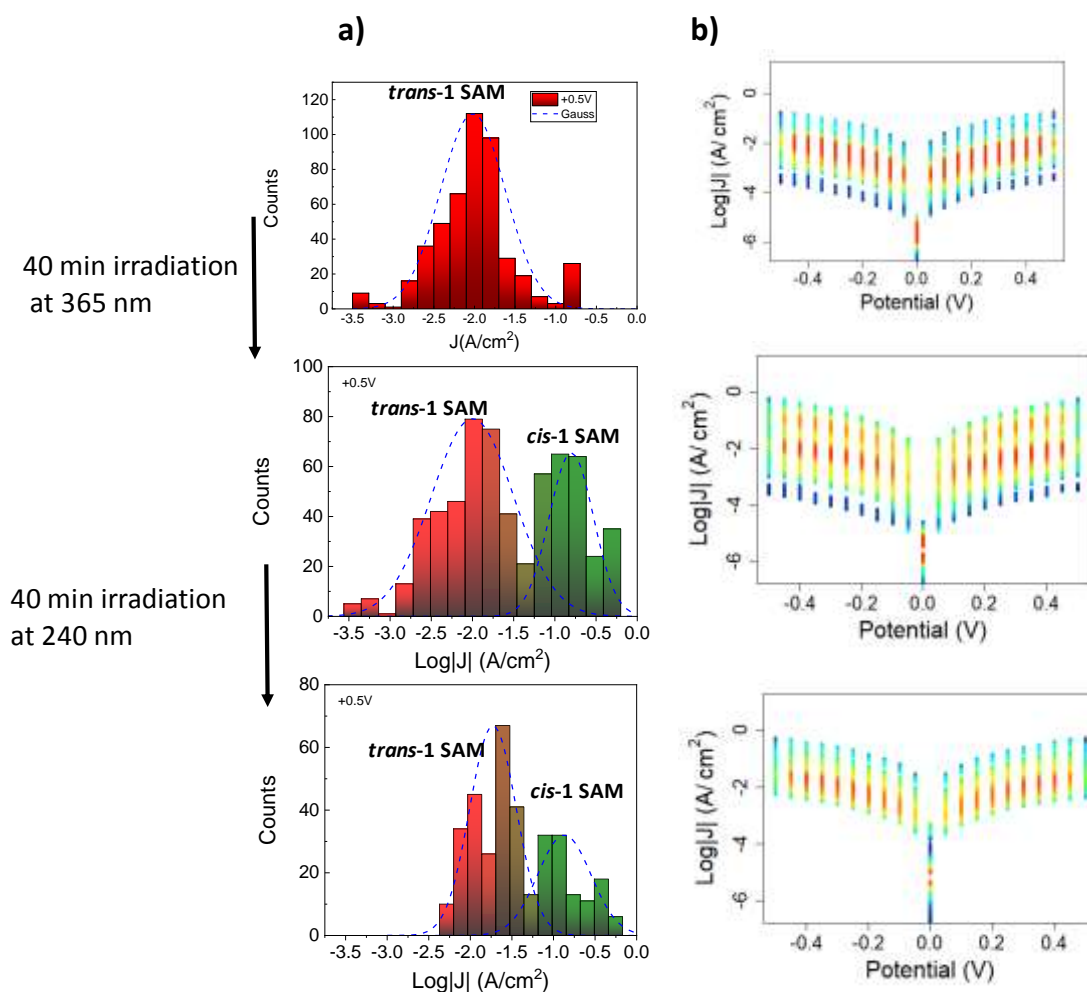 a)
b)
trans-1 SAM
+0.5V
Gauss
120
100
80
60
40
20
0
Counts
-3.5 -3.0 -2.5 -2.0 -1.5 -1.0 -0.5 0.0
J(A/cm²)
0
-2
-4
-6
Log|J| (A/ cm²)
-0.4 -0.2 0.0 0.2 0.4
Potential (V)
40 min irradiation
at 365 nm
+0.5V
trans-1 SAM
cis-1 SAM
100
80
60
40
20
0
Counts
-3.5 -3.0 -2.5 -2.0 -1.5 -1.0 -0.5 0.0
Log|J| (A/cm²)
0
-2
-4
-6
Log|J| (A/ cm²)
-0.4 -0.2 0.0 0.2 0.4
Potential (V)
40 min irradiation
at 240 nm
+0.5V
trans-1 SAM
cis-1 SAM
80
60
40
20
0
Counts
-3.5 -3.0 -2.5 -2.0 -1.5 -1.0 -0.5 0.0
Log|J| (A/cm²)
0
-2
-4
-6
Log|J| (A/ cm²)
-0.4 -0.2 0.0 0.2 0.4
Potential (V)